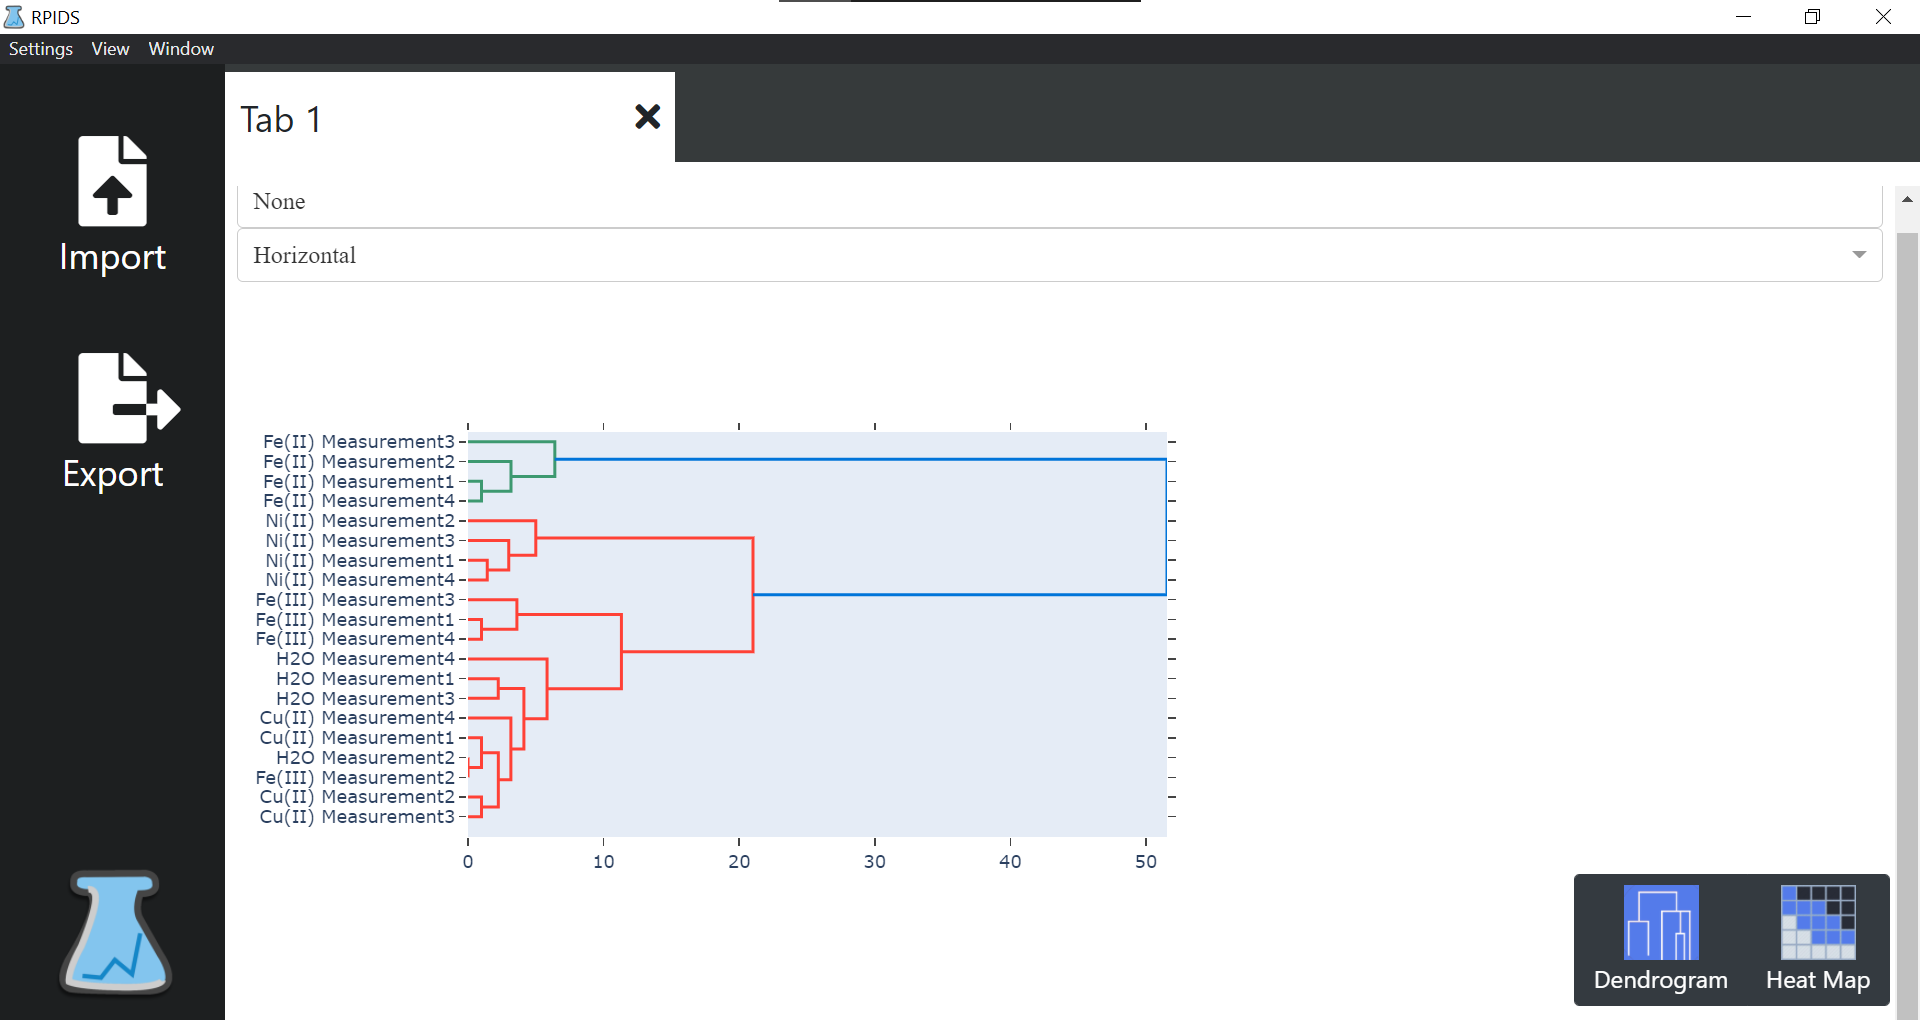 RPIDS
Settings View Window
Tab 1
Import
Export
None
Horizontal
Fe(II) Measurement3
Fe(II) Measurement2
Fe(II) Measurement1
Fe(II) Measurement4
Ni(II) Measurement2
Ni(II) Measurement3
Ni(II) Measurement1
Ni(II) Measurement4
Fe(III) Measurement3
Fe(III) Measurement1
Fe(III) Measurement4
H2O Measurement4
H2O Measurement1
H2O Measurement3
Cu(II) Measurement4
Cu(II) Measurement1
H2O Measurement2
Fe(III) Measurement2
Cu(II) Measurement2
Cu(II) Measurement3
0 10 20 30 40 50
Dendrogram Heat Map